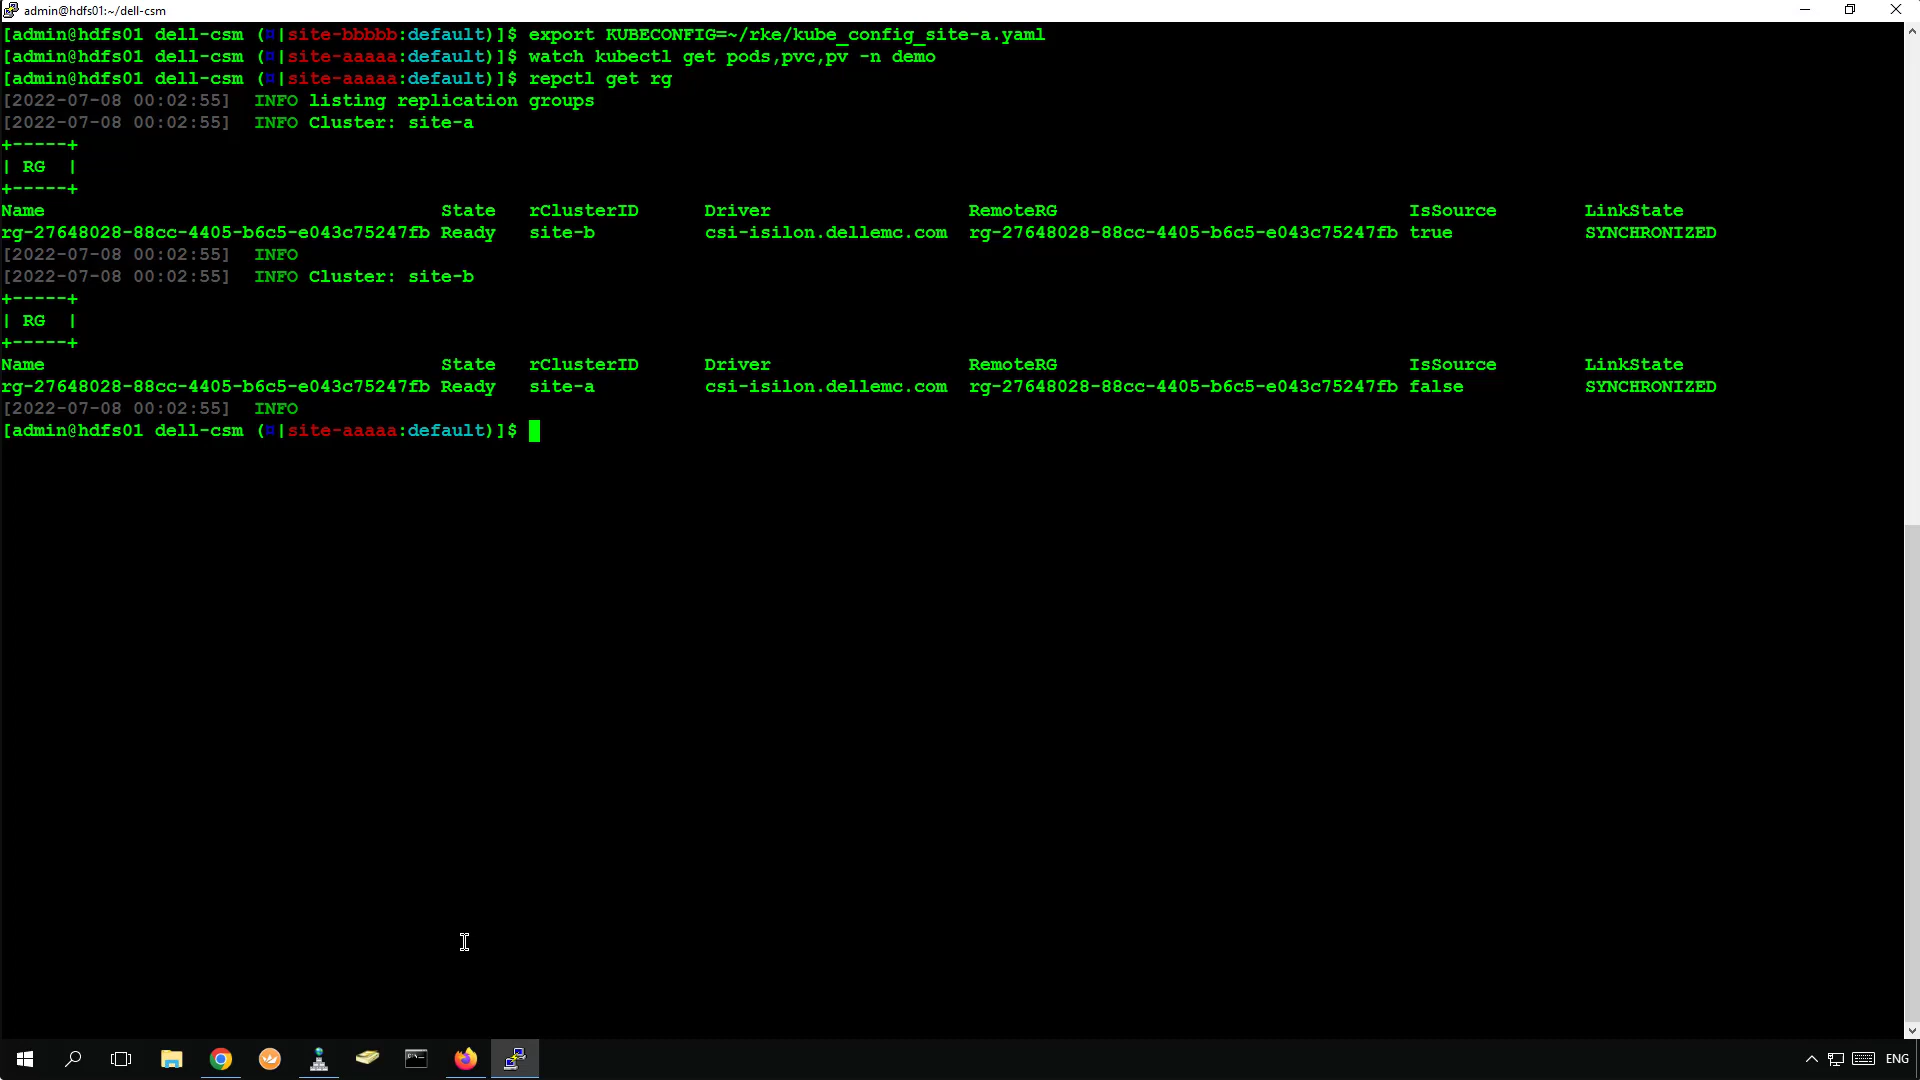 admin@hdfs01:~/dell-csm
[admin@hdfs01 dell-csm (¤|site-bbbbb:default)]$ export KUBECONFIG=~/rke/kube_config_site-a.yaml
[admin@hdfs01 dell-csm (¤|site-aaaaa:default)]$ watch kubectl get pods,pvc,pv -n demo
[admin@hdfs01 dell-csm (¤|site-aaaaa:default)]$ repctl get rg
[2022-07-08 00:02:55]  INFO listing replication groups
[2022-07-08 00:02:55]  INFO Cluster: site-a
+-----+
| RG  |
+-----+
Name State rClusterID Driver RemoteRG IsSource LinkState
rg-27648028-88cc-4405-b6c5-e043c75247fb Ready site-b csi-isilon.dellemc.com rg-27648028-88cc-4405-b6c5-e043c75247fb true SYNCHRONIZED
[2022-07-08 00:02:55]  INFO
[2022-07-08 00:02:55]  INFO Cluster: site-b
+-----+
| RG  |
+-----+
Name State rClusterID Driver RemoteRG IsSource LinkState
rg-27648028-88cc-4405-b6c5-e043c75247fb Ready site-a csi-isilon.dellemc.com rg-27648028-88cc-4405-b6c5-e043c75247fb false SYNCHRONIZED
[2022-07-08 00:02:55]  INFO
[admin@hdfs01 dell-csm (¤|site-aaaaa:default)]$
ENG